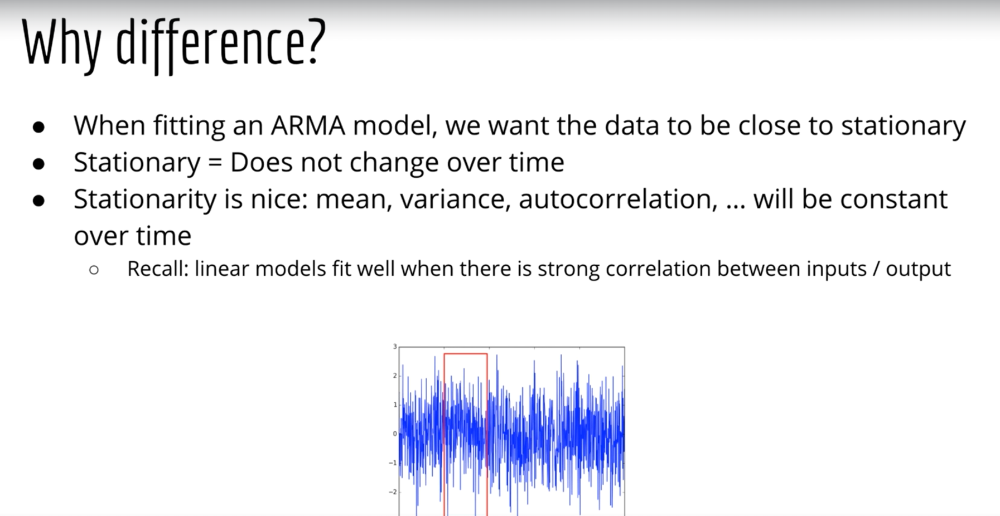 Why difference?
● When fitting an ARMA model, we want the data to be close to stationary
● Stationary = Does not change over time
● Stationarity is nice: mean, variance, autocorrelation, ... will be constant
over time
○ Recall: linear models fit well when there is strong correlation between inputs / output
3
2
1
0
−1
−2